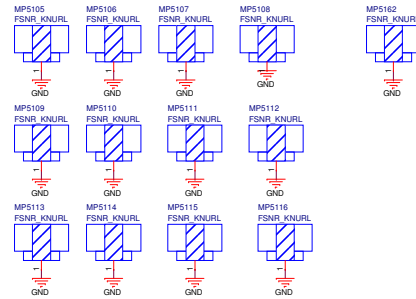 MP5105 MP5106 MP5107 MP5108 MP5162
FSNR_KNURL FSNR_KNURL FSNR_KNURL FSNR_KNURL FSNR_KNUR
1 1 1 1 1
GND GND GND GND GND
MP5109 MP5110 MP5111 MP5112
FSNR_KNURL FSNR_KNURL FSNR_KNURL FSNR_KNURL
1 1 1 1
GND GND GND GND
MP5113 MP5114 MP5115 MP5116
FSNR_KNURL FSNR_KNURL FSNR_KNURL FSNR_KNURL
1 1 1 1
GND GND GND GND